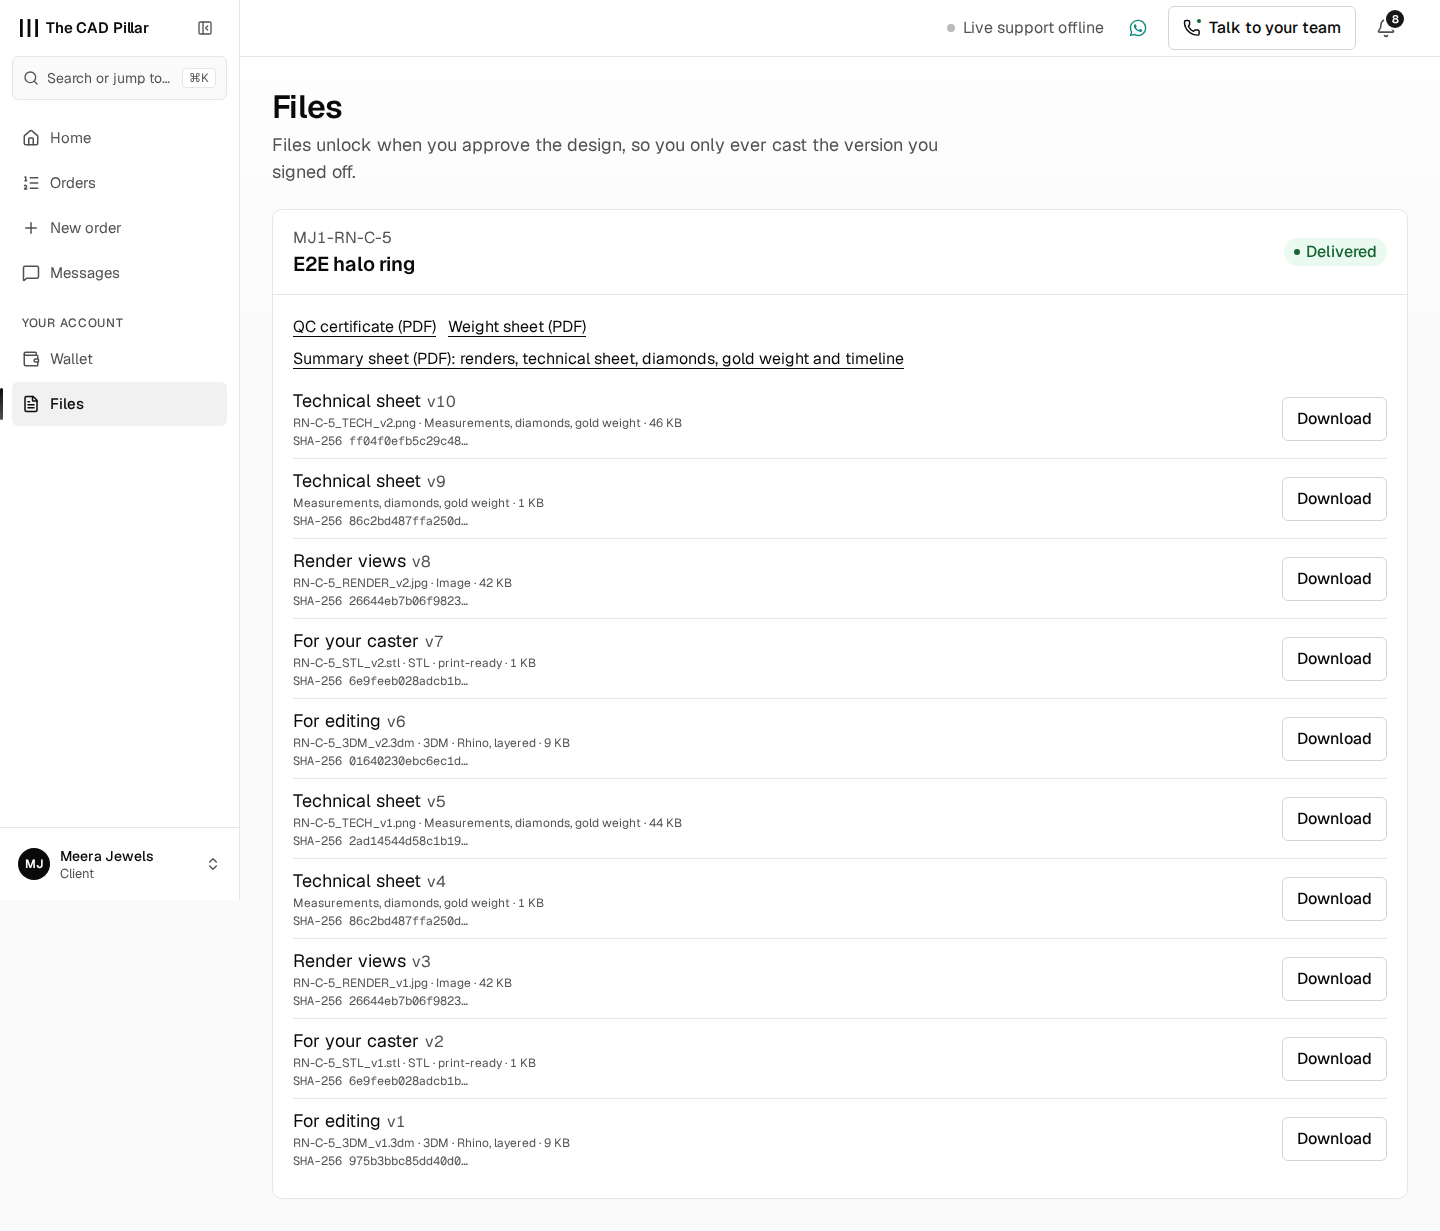 The CAD Pillar
Search or jump to... ⌘K
Home
Orders
New order
Messages
YOUR ACCOUNT
Wallet
Files
MJ
Meera Jewels
Client
Live support offline
Talk to your team
8
Files
Files unlock when you approve the design, so you only ever cast the version you
signed off.
MJ1-RN-C-5
E2E halo ring
Delivered
QC certificate (PDF) Weight sheet (PDF)
Summary sheet (PDF): renders, technical sheet, diamonds, gold weight and timeline
Technical sheet v10
RN-C-5_TECH_v2.png · Measurements, diamonds, gold weight · 46 KB
SHA-256 ff04f0efb5c29c48…
Download
Technical sheet v9
Measurements, diamonds, gold weight · 1 KB
SHA-256 86c2bd487ffa250d…
Download
Render views v8
RN-C-5_RENDER_v2.jpg · Image · 42 KB
SHA-256 26644eb7b06f9823…
Download
For your caster v7
RN-C-5_STL_v2.stl · STL · print-ready · 1 KB
SHA-256 6e9feeb028adcb1b…
Download
For editing v6
RN-C-5_3DM_v2.3dm · 3DM · Rhino, layered · 9 KB
SHA-256 01640230ebc6ec1d…
Download
Technical sheet v5
RN-C-5_TECH_v1.png · Measurements, diamonds, gold weight · 44 KB
SHA-256 2ad14544d58c1b19…
Download
Technical sheet v4
Measurements, diamonds, gold weight · 1 KB
SHA-256 86c2bd487ffa250d…
Download
Render views v3
RN-C-5_RENDER_v1.jpg · Image · 42 KB
SHA-256 26644eb7b06f9823…
Download
For your caster v2
RN-C-5_STL_v1.stl · STL · print-ready · 1 KB
SHA-256 6e9feeb028adcb1b…
Download
For editing v1
RN-C-5_3DM_v1.3dm · 3DM · Rhino, layered · 9 KB
SHA-256 975b3bbc85dd40d0…
Download